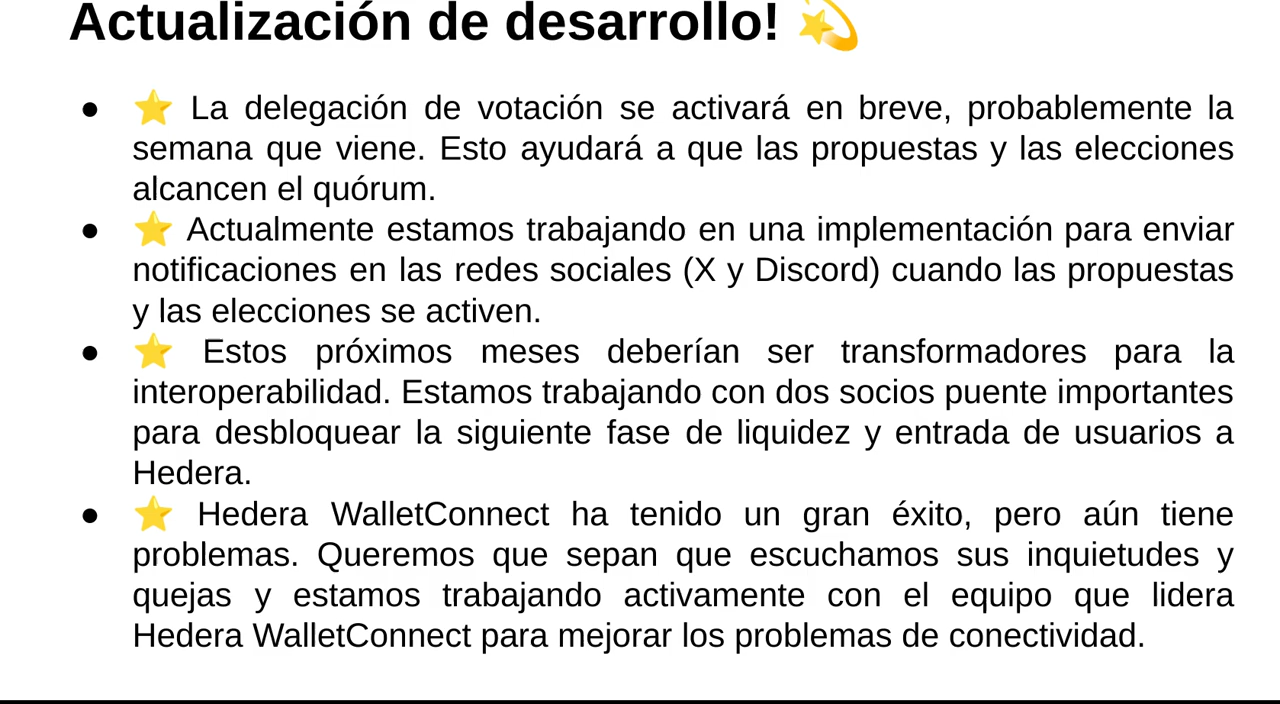 Actualización de desarrollo! 💫
● ⭐ La delegación de votación se activará en breve, probablemente la
semana que viene. Esto ayudará a que las propuestas y las elecciones
alcancen el quórum.
● ⭐ Actualmente estamos trabajando en una implementación para enviar
notificaciones en las redes sociales (X y Discord) cuando las propuestas
y las elecciones se activen.
● ⭐ Estos próximos meses deberían ser transformadores para la
interoperabilidad. Estamos trabajando con dos socios puente importantes
para desbloquear la siguiente fase de liquidez y entrada de usuarios a
Hedera.
● ⭐ Hedera WalletConnect ha tenido un gran éxito, pero aún tiene
problemas. Queremos que sepan que escuchamos sus inquietudes y
quejas y estamos trabajando activamente con el equipo que lidera
Hedera WalletConnect para mejorar los problemas de conectividad.